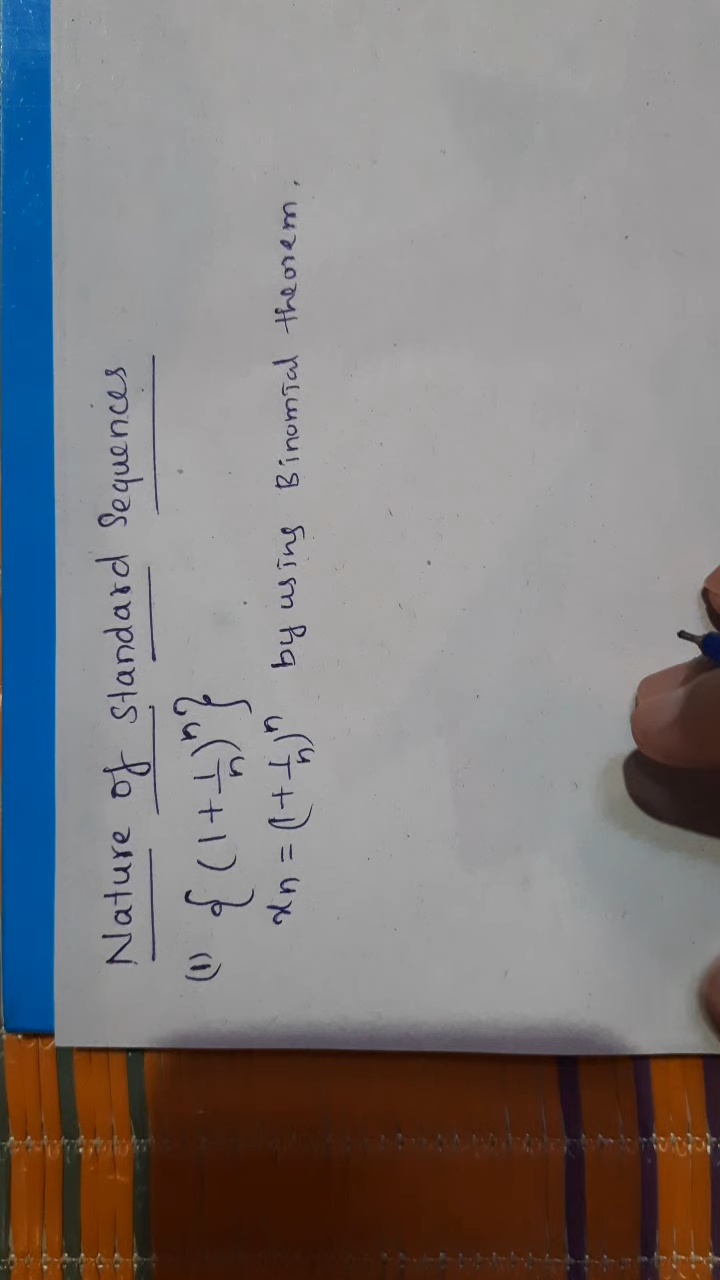 Nature of standard Sequences
(1) { (1 + 1/n)^n }
xn = (1 + 1/n)^n by using Binomial theorem.